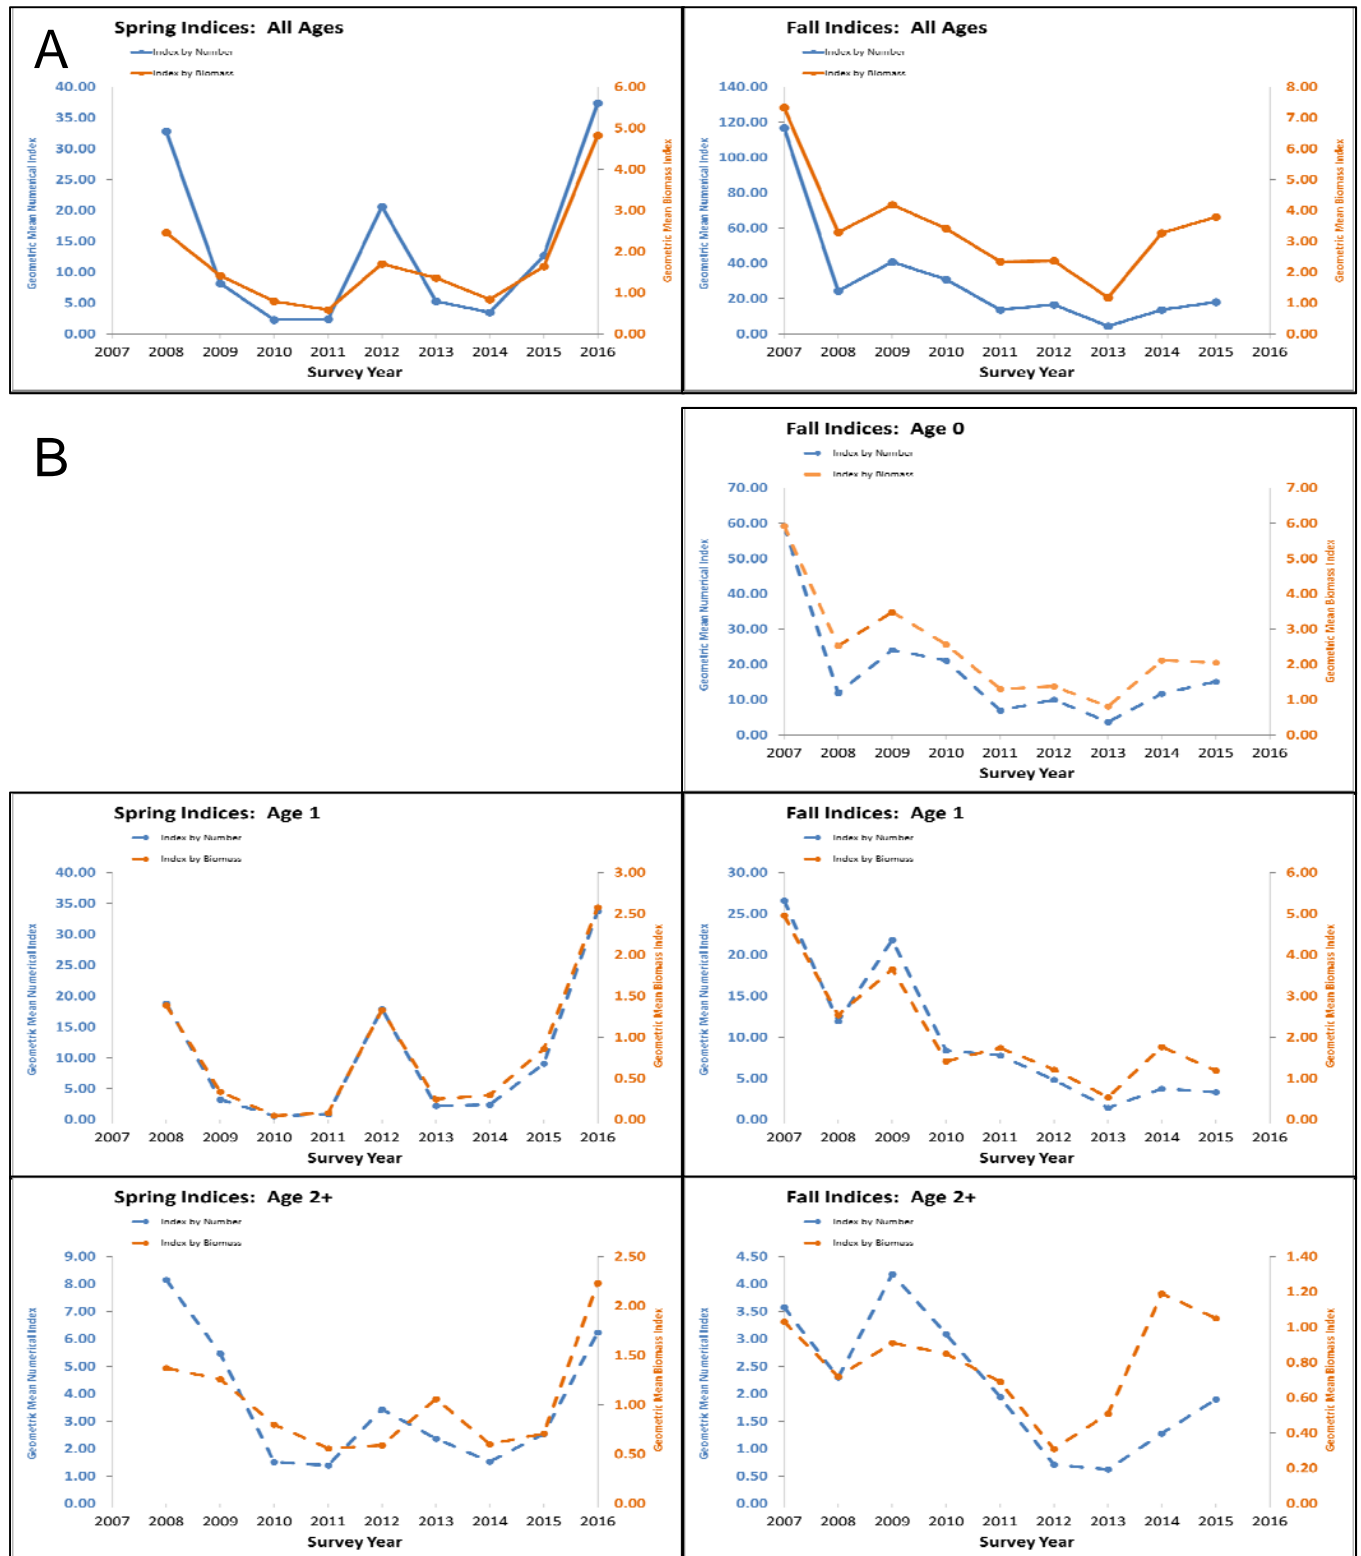 A
Spring Indices: All Ages
Index by Number
Index by Biomass
40.00
35.00
30.00
25.00
20.00
15.00
10.00
5.00
0.00
Geometric Mean Numerical Index
6.00
5.00
4.00
3.00
2.00
1.00
0.00
Geometric Mean Biomass Index
2007 2008 2009 2010 2011 2012 2013 2014 2015 2016
Survey Year
Fall Indices: All Ages
Index by Number
Index by Biomass
140.00
120.00
100.00
80.00
60.00
40.00
20.00
0.00
Geometric Mean Numerical Index
8.00
7.00
6.00
5.00
4.00
3.00
2.00
1.00
0.00
Geometric Mean Biomass Index
2007 2008 2009 2010 2011 2012 2013 2014 2015 2016
Survey Year
B
Fall Indices: Age 0
Index by Number
Index by Biomass
70.00
60.00
50.00
40.00
30.00
20.00
10.00
0.00
Geometric Mean Numerical Index
7.00
6.00
5.00
4.00
3.00
2.00
1.00
0.00
Geometric Mean Biomass Index
2007 2008 2009 2010 2011 2012 2013 2014 2015 2016
Survey Year
Spring Indices: Age 1
Index by Number
Index by Biomass
40.00
35.00
30.00
25.00
20.00
15.00
10.00
5.00
0.00
Geometric Mean Numerical Index
3.00
2.50
2.00
1.50
1.00
0.50
0.00
Geometric Mean Biomass Index
2007 2008 2009 2010 2011 2012 2013 2014 2015 2016
Survey Year
Fall Indices: Age 1
Index by Number
Index by Biomass
30.00
25.00
20.00
15.00
10.00
5.00
0.00
Geometric Mean Numerical Index
6.00
5.00
4.00
3.00
2.00
1.00
0.00
Geometric Mean Biomass Index
2007 2008 2009 2010 2011 2012 2013 2014 2015 2016
Survey Year
Spring Indices: Age 2+
Index by Number
Index by Biomass
9.00
8.00
7.00
6.00
5.00
4.00
3.00
2.00
1.00
0.00
Geometric Mean Numerical Index
2.50
2.00
1.50
1.00
0.50
0.00
Geometric Mean Biomass Index
2007 2008 2009 2010 2011 2012 2013 2014 2015 2016
Survey Year
Fall Indices: Age 2+
Index by Number
Index by Biomass
4.50
4.00
3.50
3.00
2.50
2.00
1.50
1.00
0.50
0.00
Geometric Mean Numerical Index
1.40
1.20
1.00
0.80
0.60
0.40
0.20
0.00
Geometric Mean Biomass Index
2007 2008 2009 2010 2011 2012 2013 2014 2015 2016
Survey Year